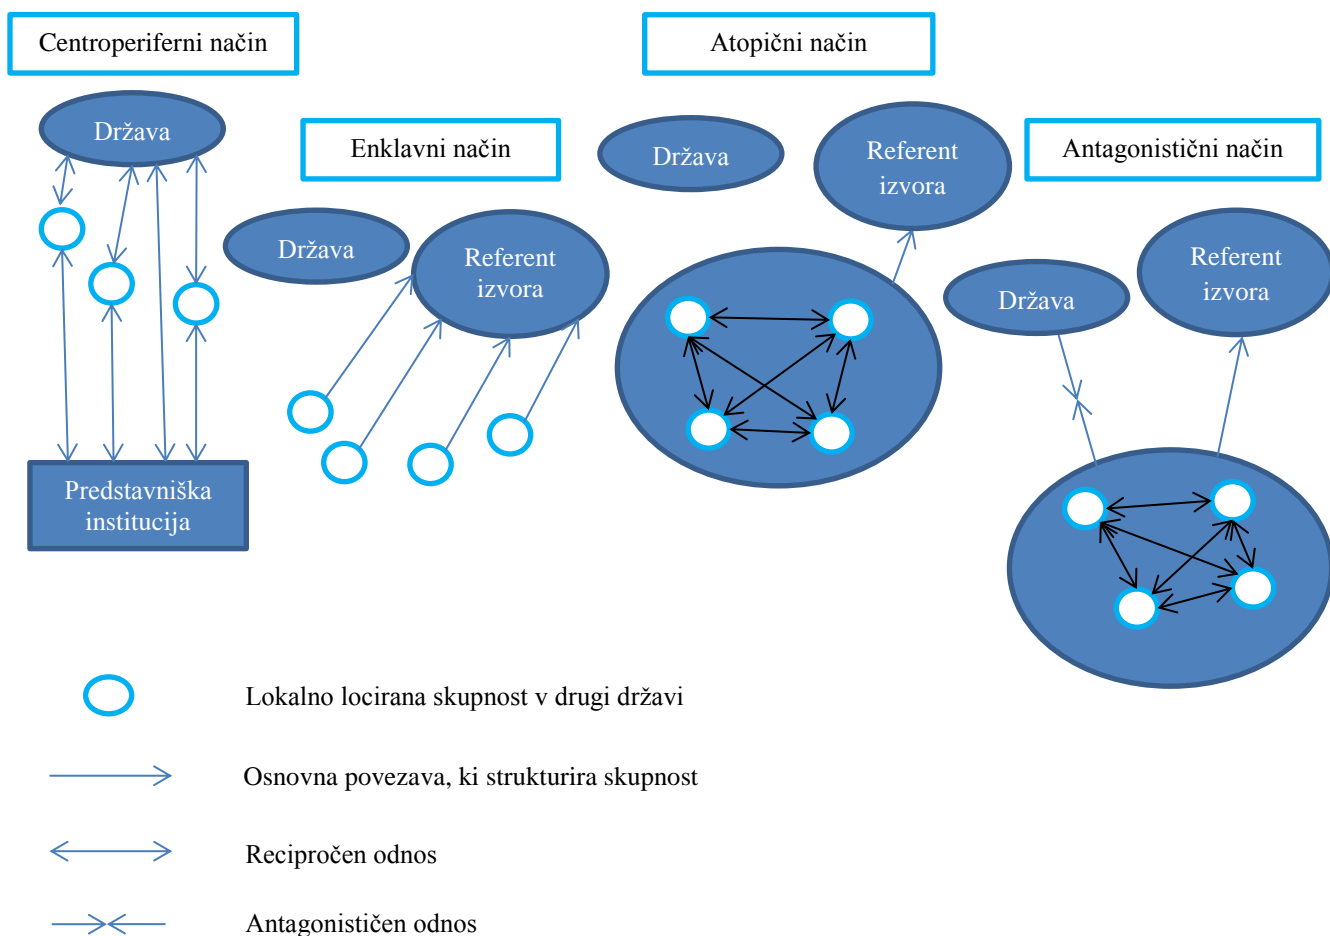 Centroperiferni način
Država
Predstavniška
institucija
Enklavni način
Država
Referent
izvora
Atopični način
Država
Referent
izvora
Antagonistični način
Država
Referent
izvora
Lokalno locirana skupnost v drugi državi
Osnovna povezava, ki strukturira skupnost
Recipročen odnos
Antagonističen odnos